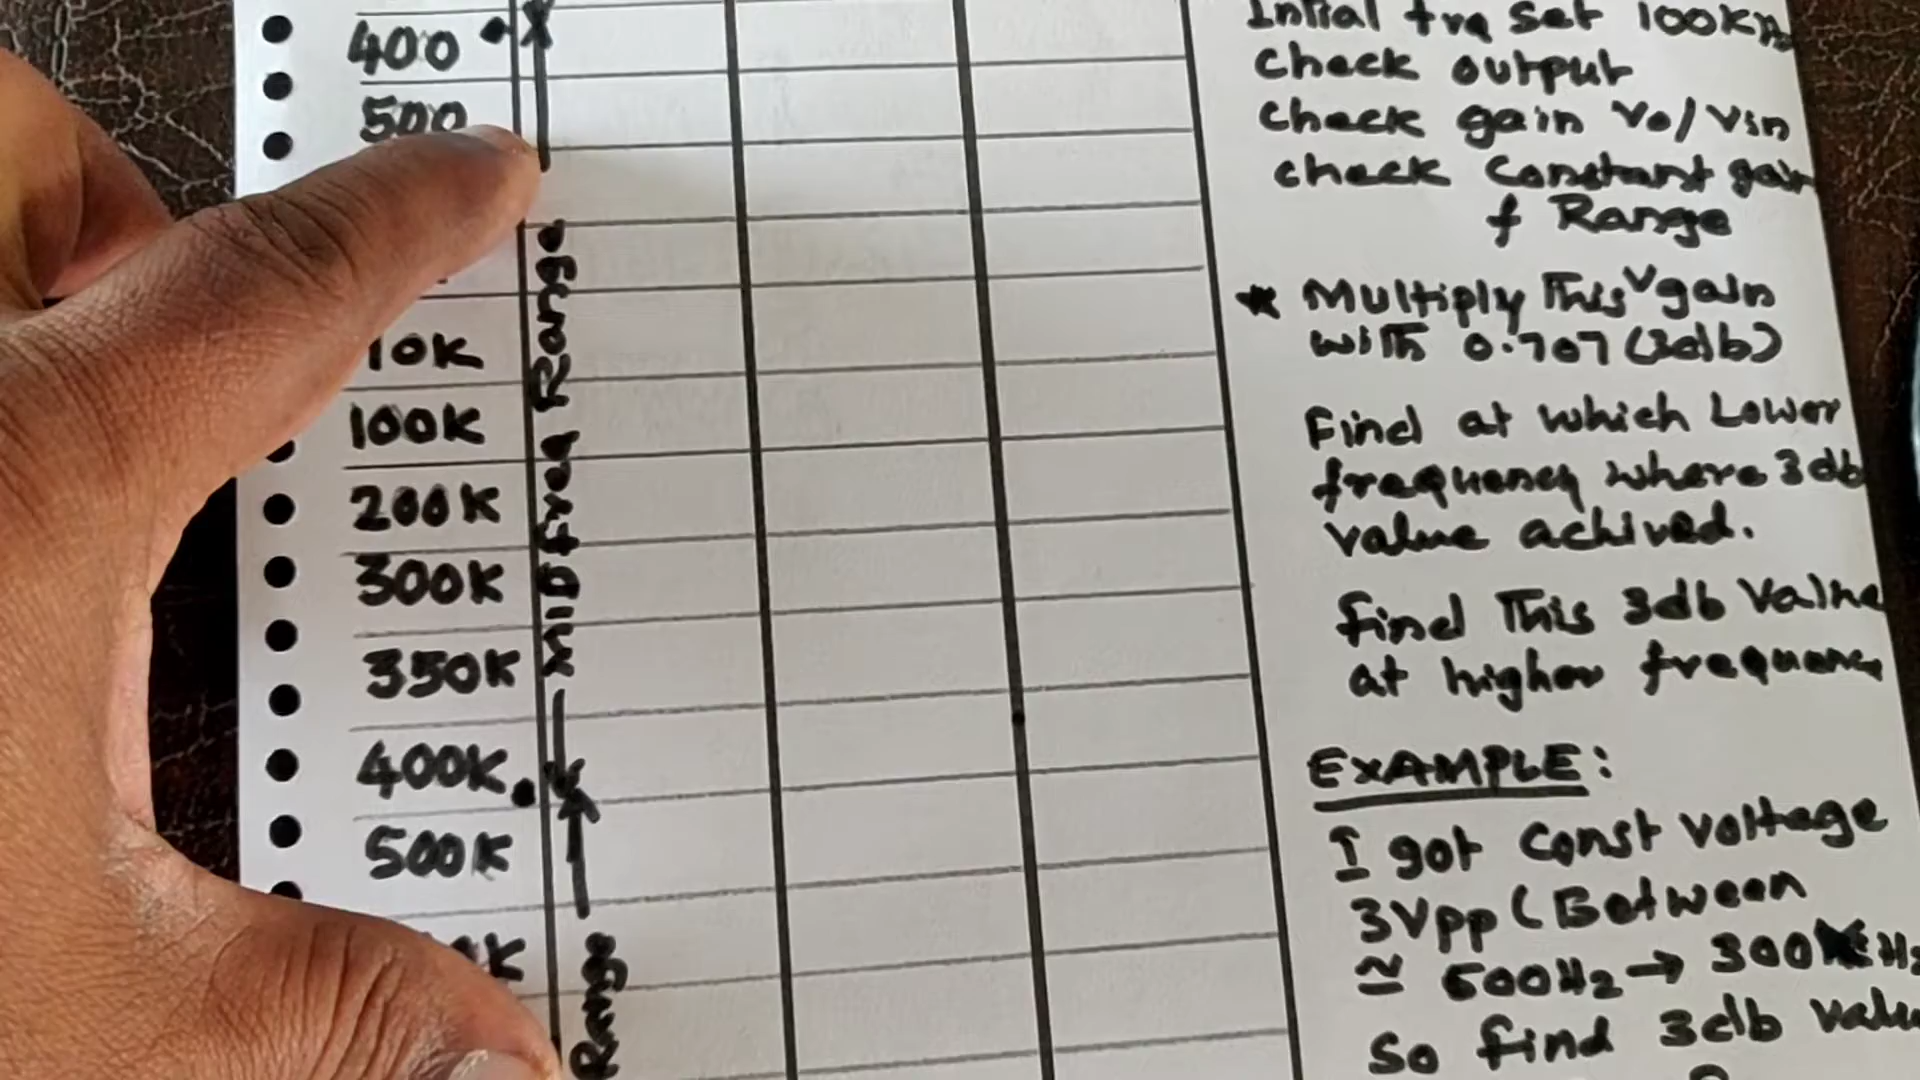 400
500
10K
100K
200K
300K
350K
400K
500K
K
Mid freq Range
Range
Initial frq set 100KHz
check output
check gain Vo/Vin
check constant gain
f Range
* Multiply This Vgain
with 0.707 (3db)
Find at which Lower
frequency where 3db
value achived.
find This 3db Value
at higher frequency
EXAMPLE:
I got const voltage
3Vpp (Between
≃ 500Hz → 300KHz
So find 3db value